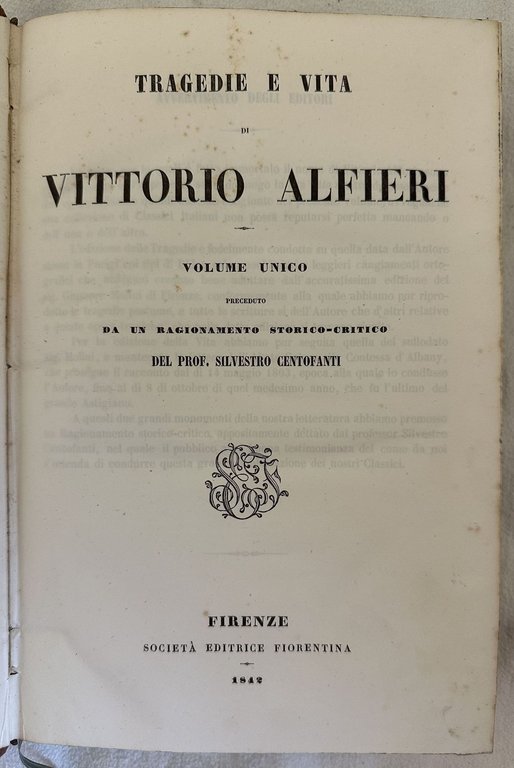 TRAGEDIE E VITA
DI
VITTORIO ALFIERI
VOLUME UNICO
PRECEDUTO
DA UN RAGIONAMENTO STORICO-CRITICO
DEL PROF. SILVESTRO CENTOFANTI
FIRENZE
SOCIETÀ EDITRICE FIORENTINA
1842